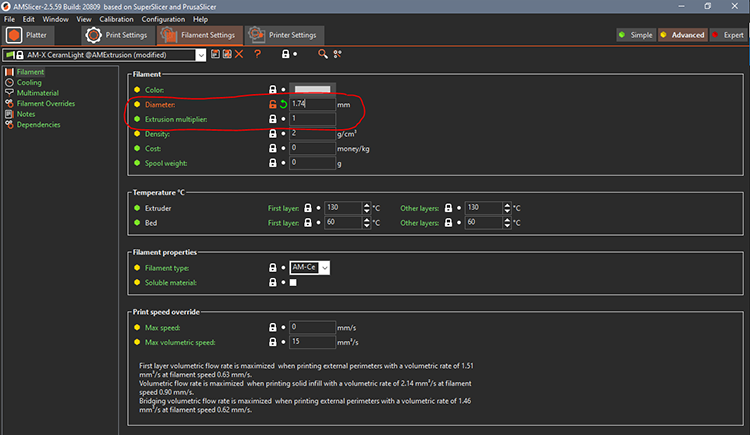 AMSlicer-2.5.59 Build: 20809 based on SuperSlicer and PrusaSlicer
File Edit Window View Calibration Configuration Help
Platter Print Settings Filament Settings Printer Settings Simple Advanced Expert
AM-X CeramLight @AMExtrusion (modified) ?
Filament
Cooling
Multimaterial
Filament Overrides
Notes
Dependencies
Filament
Color:
Diameter: 1.74 mm
Extrusion multiplier: 1
Density: 2 g/cm³
Cost: 0 money/kg
Spool weight: 0 g
Temperature °C
Extruder First layer: 130 °C Other layers: 130 °C
Bed First layer: 60 °C Other layers: 60 °C
Filament properties
Filament type: AM-Ce
Soluble material:
Print speed override
Max speed: 0 mm/s
Max volumetric speed: 15 mm³/s
First layer volumetric flow rate is maximized when printing external perimeters with a volumetric rate of 1.51
mm³/s at filament speed 0.63 mm/s.
Volumetric flow rate is maximized when printing solid infill with a volumetric rate of 2.14 mm³/s at filament
speed 0.90 mm/s.
Bridging volumetric flow rate is maximized when printing external perimeters with a volumetric rate of 1.46
mm³/s at filament speed 0.62 mm/s.